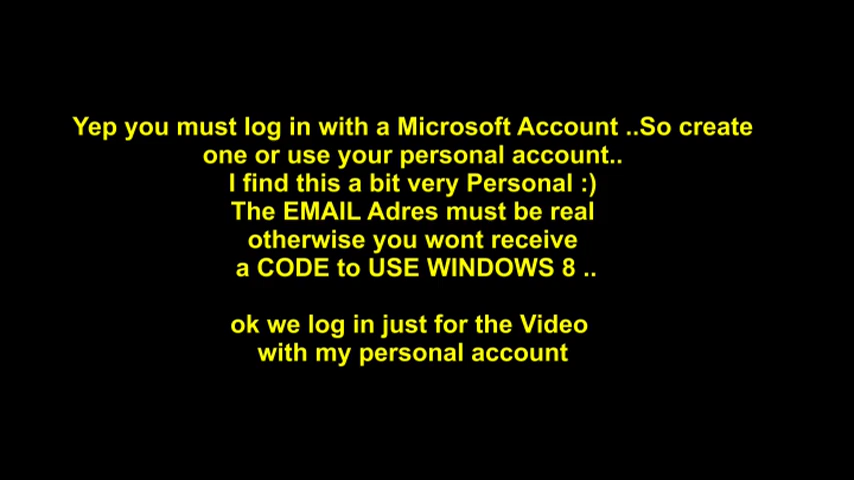 Yep you must log in with a Microsoft Account ..So create
one or use your personal account..
I find this a bit very Personal :)
The EMAIL Adres must be real
otherwise you wont receive
a CODE to USE WINDOWS 8 ..
ok we log in just for the Video
with my personal account